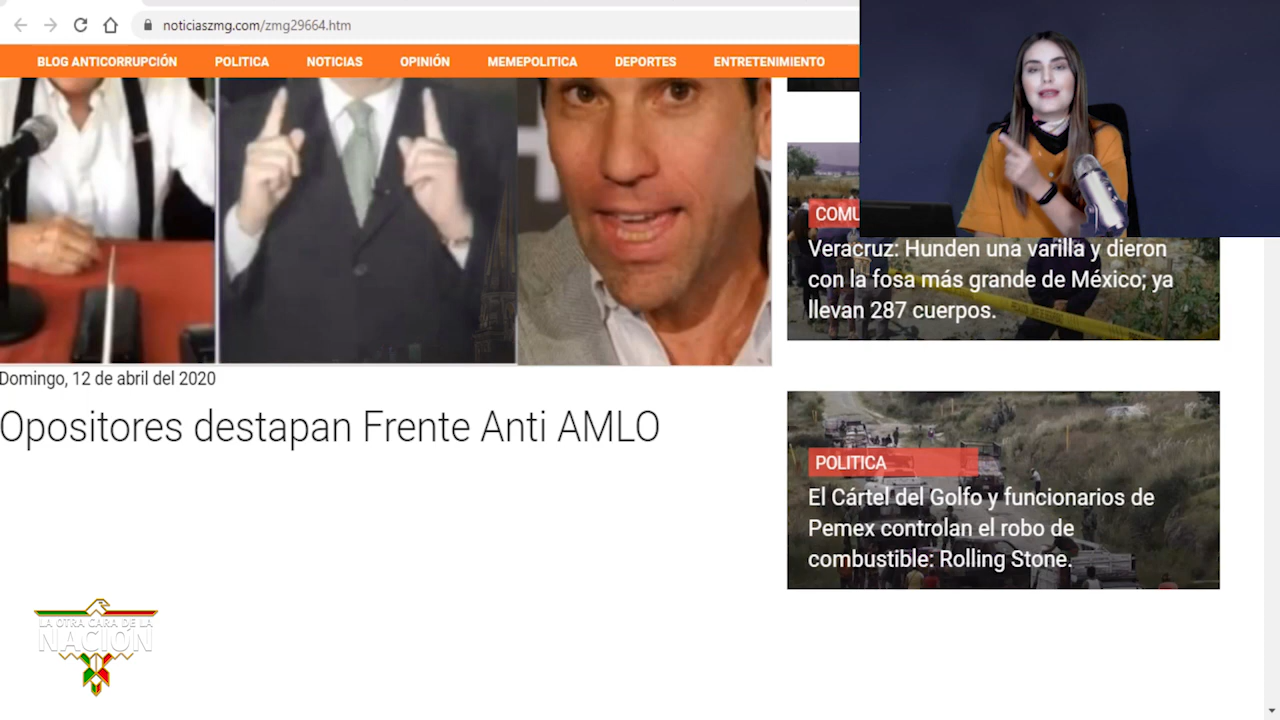 noticiaszmg.com/zmg29664.htm
BLOG ANTICORRUPCIÓN POLITICA NOTICIAS OPINIÓN MEMEPOLITICA DEPORTES ENTRETENIMIENTO
Domingo, 12 de abril del 2020
Opositores destapan Frente Anti AMLO
COMU
Veracruz: Hunden una varilla y dieron
con la fosa más grande de México; ya
llevan 287 cuerpos.
POLITICA
El Cártel del Golfo y funcionarios de
Pemex controlan el robo de
combustible: Rolling Stone.
LA OTRA CARA DE LA
NACIÓN